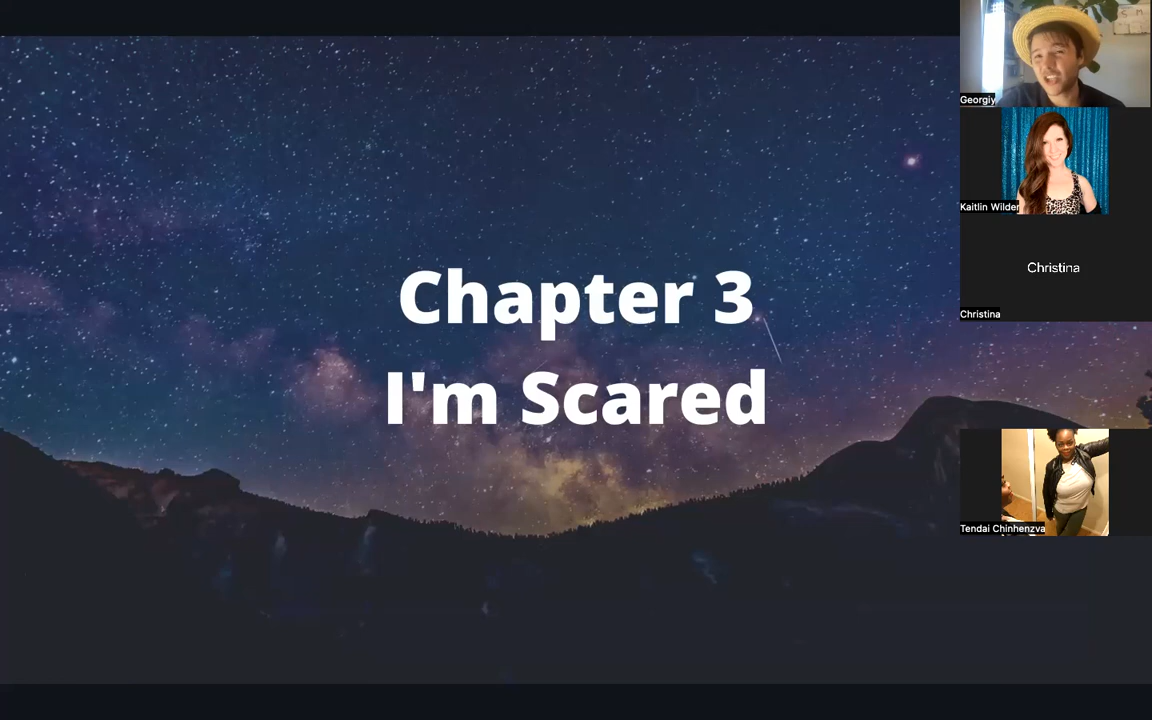 Chapter 3
I'm Scared
Georgiy
Kaitlin Wilder
Christina
Christina
Tendai Chinhenzva